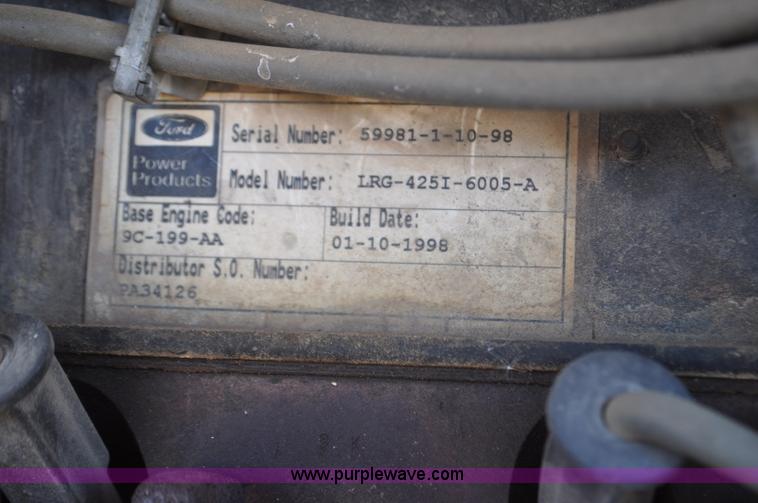 Ford
Power
Products
Serial Number: 59981-1-10-98
Model Number: LRG-425I-6005-A
Base Engine Code:
9C-199-AA
Build Date:
01-10-1998
Distributor S.O. Number:
PA34126
www.purplewave.com